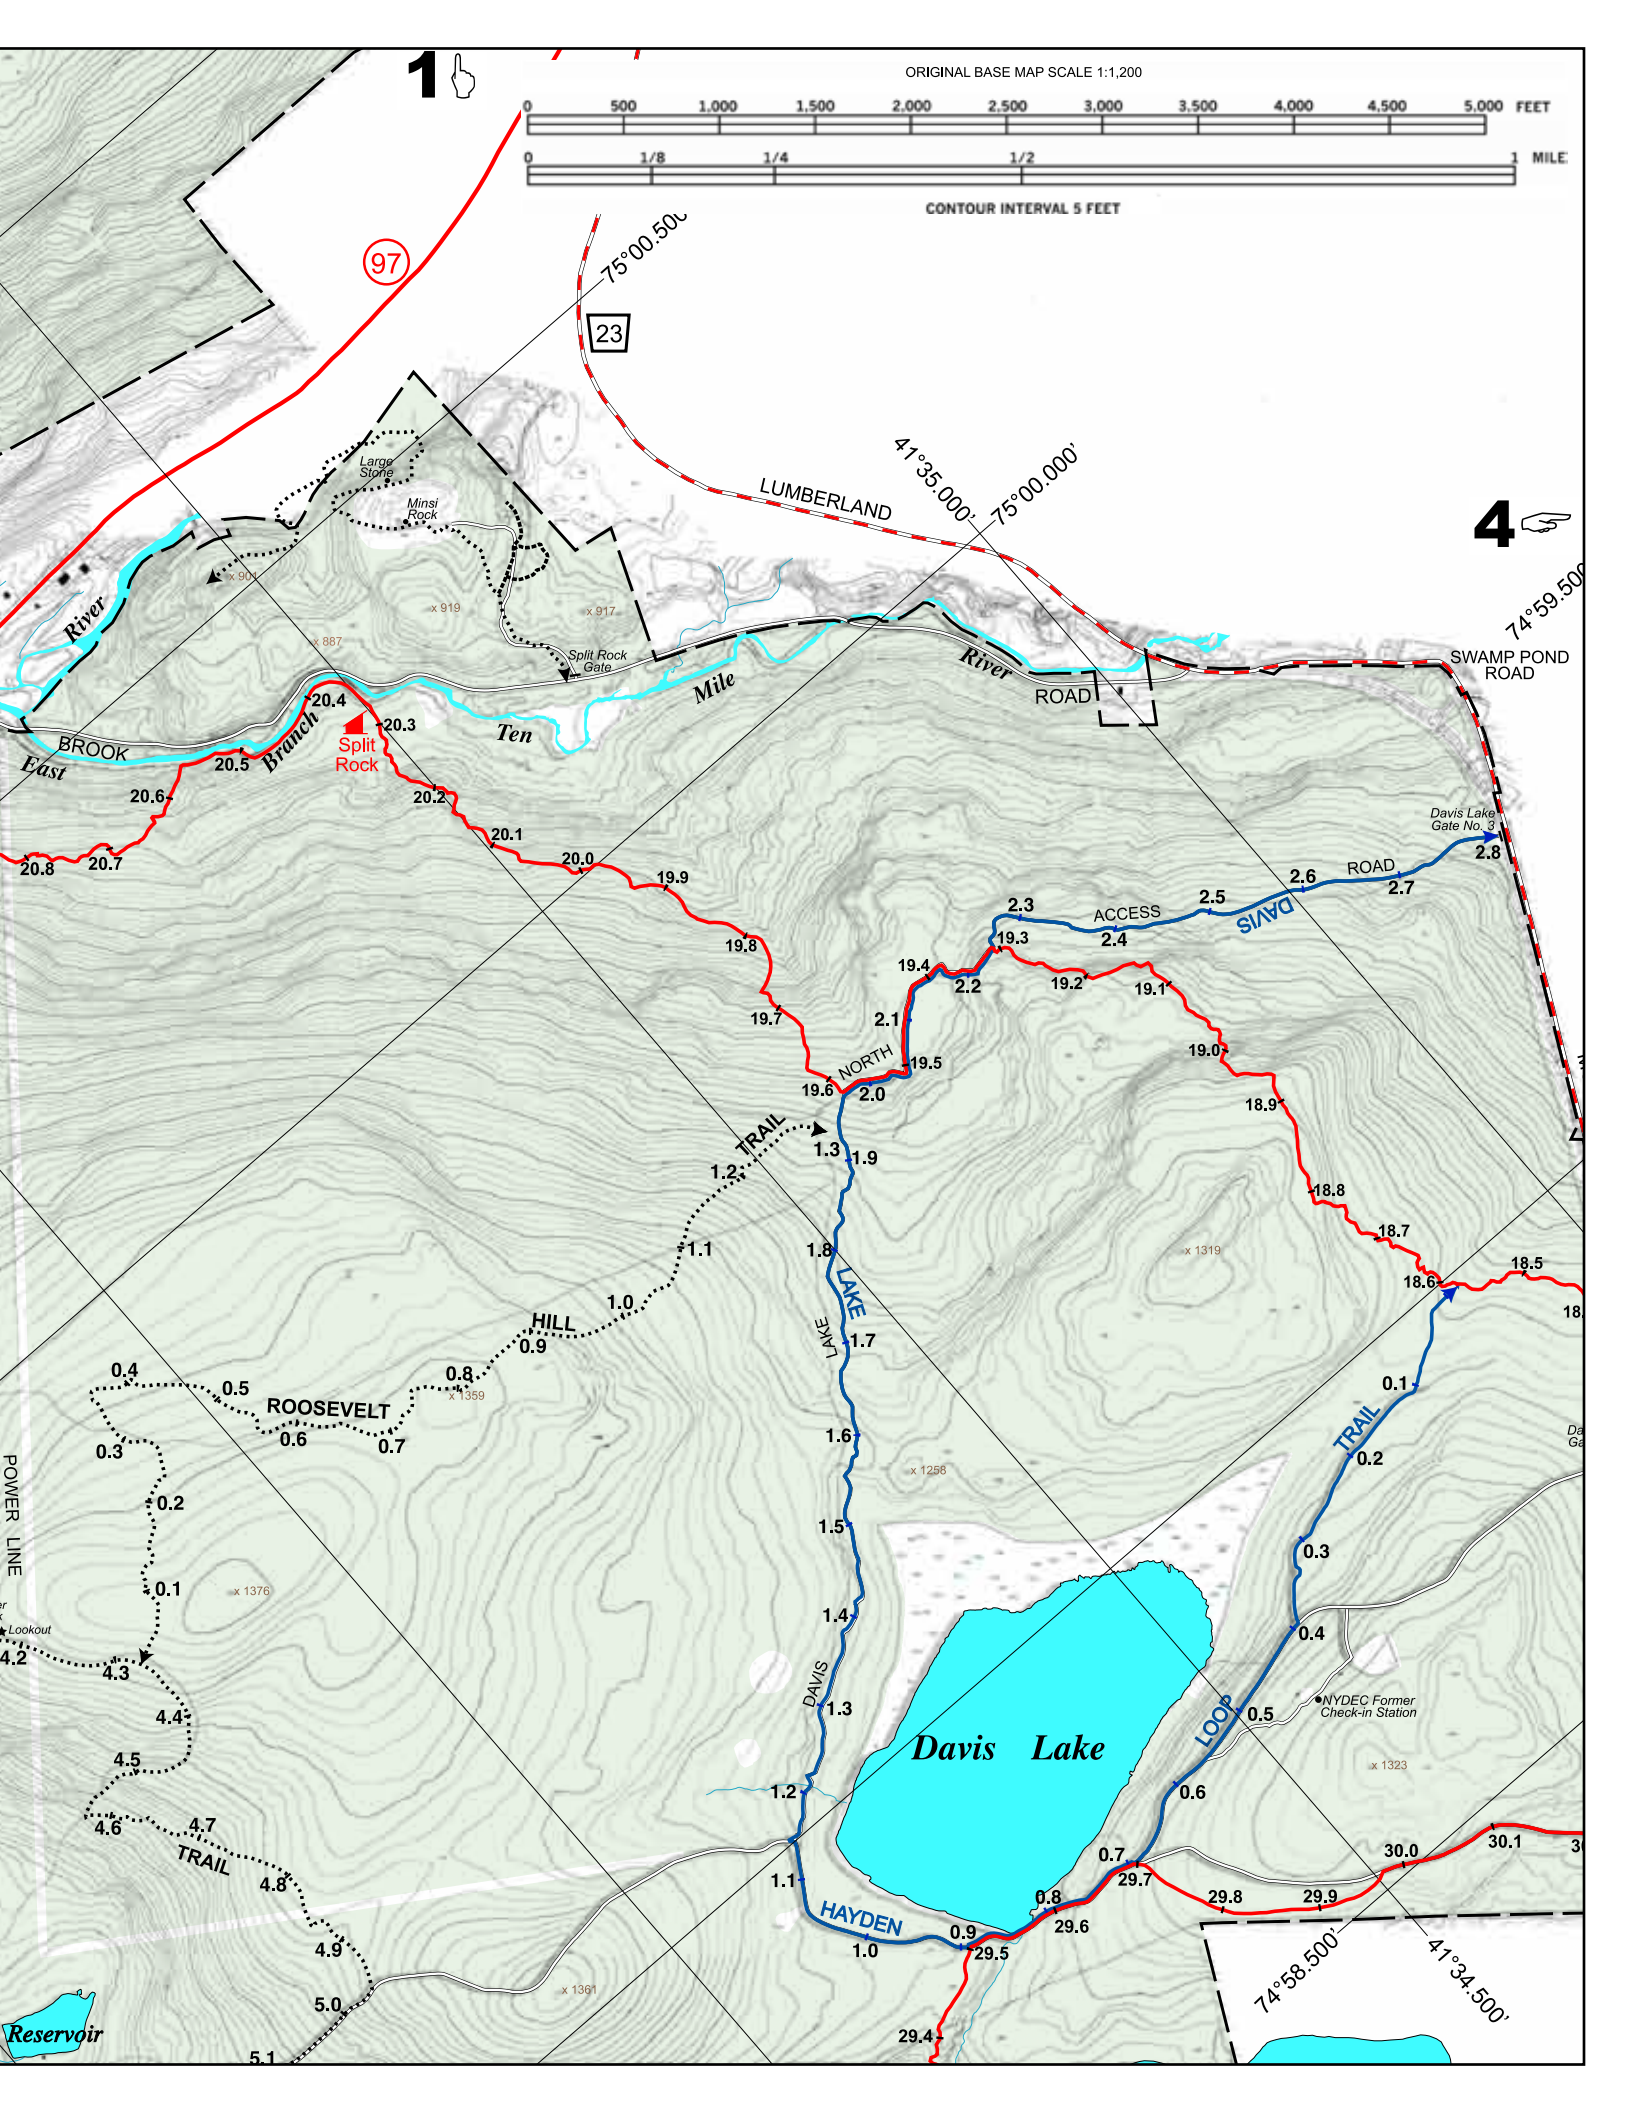 1
ORIGINAL BASE MAP SCALE 1:1,200
0 500 1,000 1,500 2,000 2,500 3,000 3,500 4,000 4,500 5,000 FEET
0 1/8 1/4 1/2 1 MILE
CONTOUR INTERVAL 5 FEET
97
75°00.500
23
41°35.000'
75°00.000'
LUMBERLAND
4
74°59.500
Large
Stone
Minsi
Rock
x 901
x 919
x 917
x 887
River
Split Rock
Gate
River
Mile
Ten
ROAD
SWAMP POND
ROAD
BROOK
East
Branch
20.4
20.3
Split
Rock
20.5
20.6
20.2
20.1
20.7
20.8
20.0
19.9
19.8
19.7
19.6
Davis Lake
Gate No. 3
2.8
ROAD
2.7
2.6
DAVIS
2.5
ACCESS
2.4
2.3
19.3
19.4
2.2
19.2
19.1
2.1
19.0
NORTH
19.5
2.0
18.9
TRAIL
1.3
1.9
1.2
18.8
18.7
1.1
1.8
x 1319
18.6
18.5
18.
LAKE
LAKE
1.0
HILL
0.9
1.7
0.4
0.5
0.8
x 1359
ROOSEVELT
0.6
0.7
0.3
0.1
TRAIL
0.2
1.6
x 1258
Da
Ga
POWER LINE
0.2
1.5
0.3
0.1
x 1376
1.4
0.4
er
k
Lookout
4.2
4.3
DAVIS
1.3
4.4
LOOP
0.5
NYDEC Former
Check-in Station
Davis Lake
x 1323
4.5
1.2
0.6
4.6
4.7
TRAIL
30.1
30
30.0
0.7
29.7
4.8
1.1
29.8
29.9
0.8
29.6
HAYDEN
0.9
29.5
1.0
4.9
74°58.500'
41°34.500'
x 1361
5.0
29.4
Reservoir
5.1